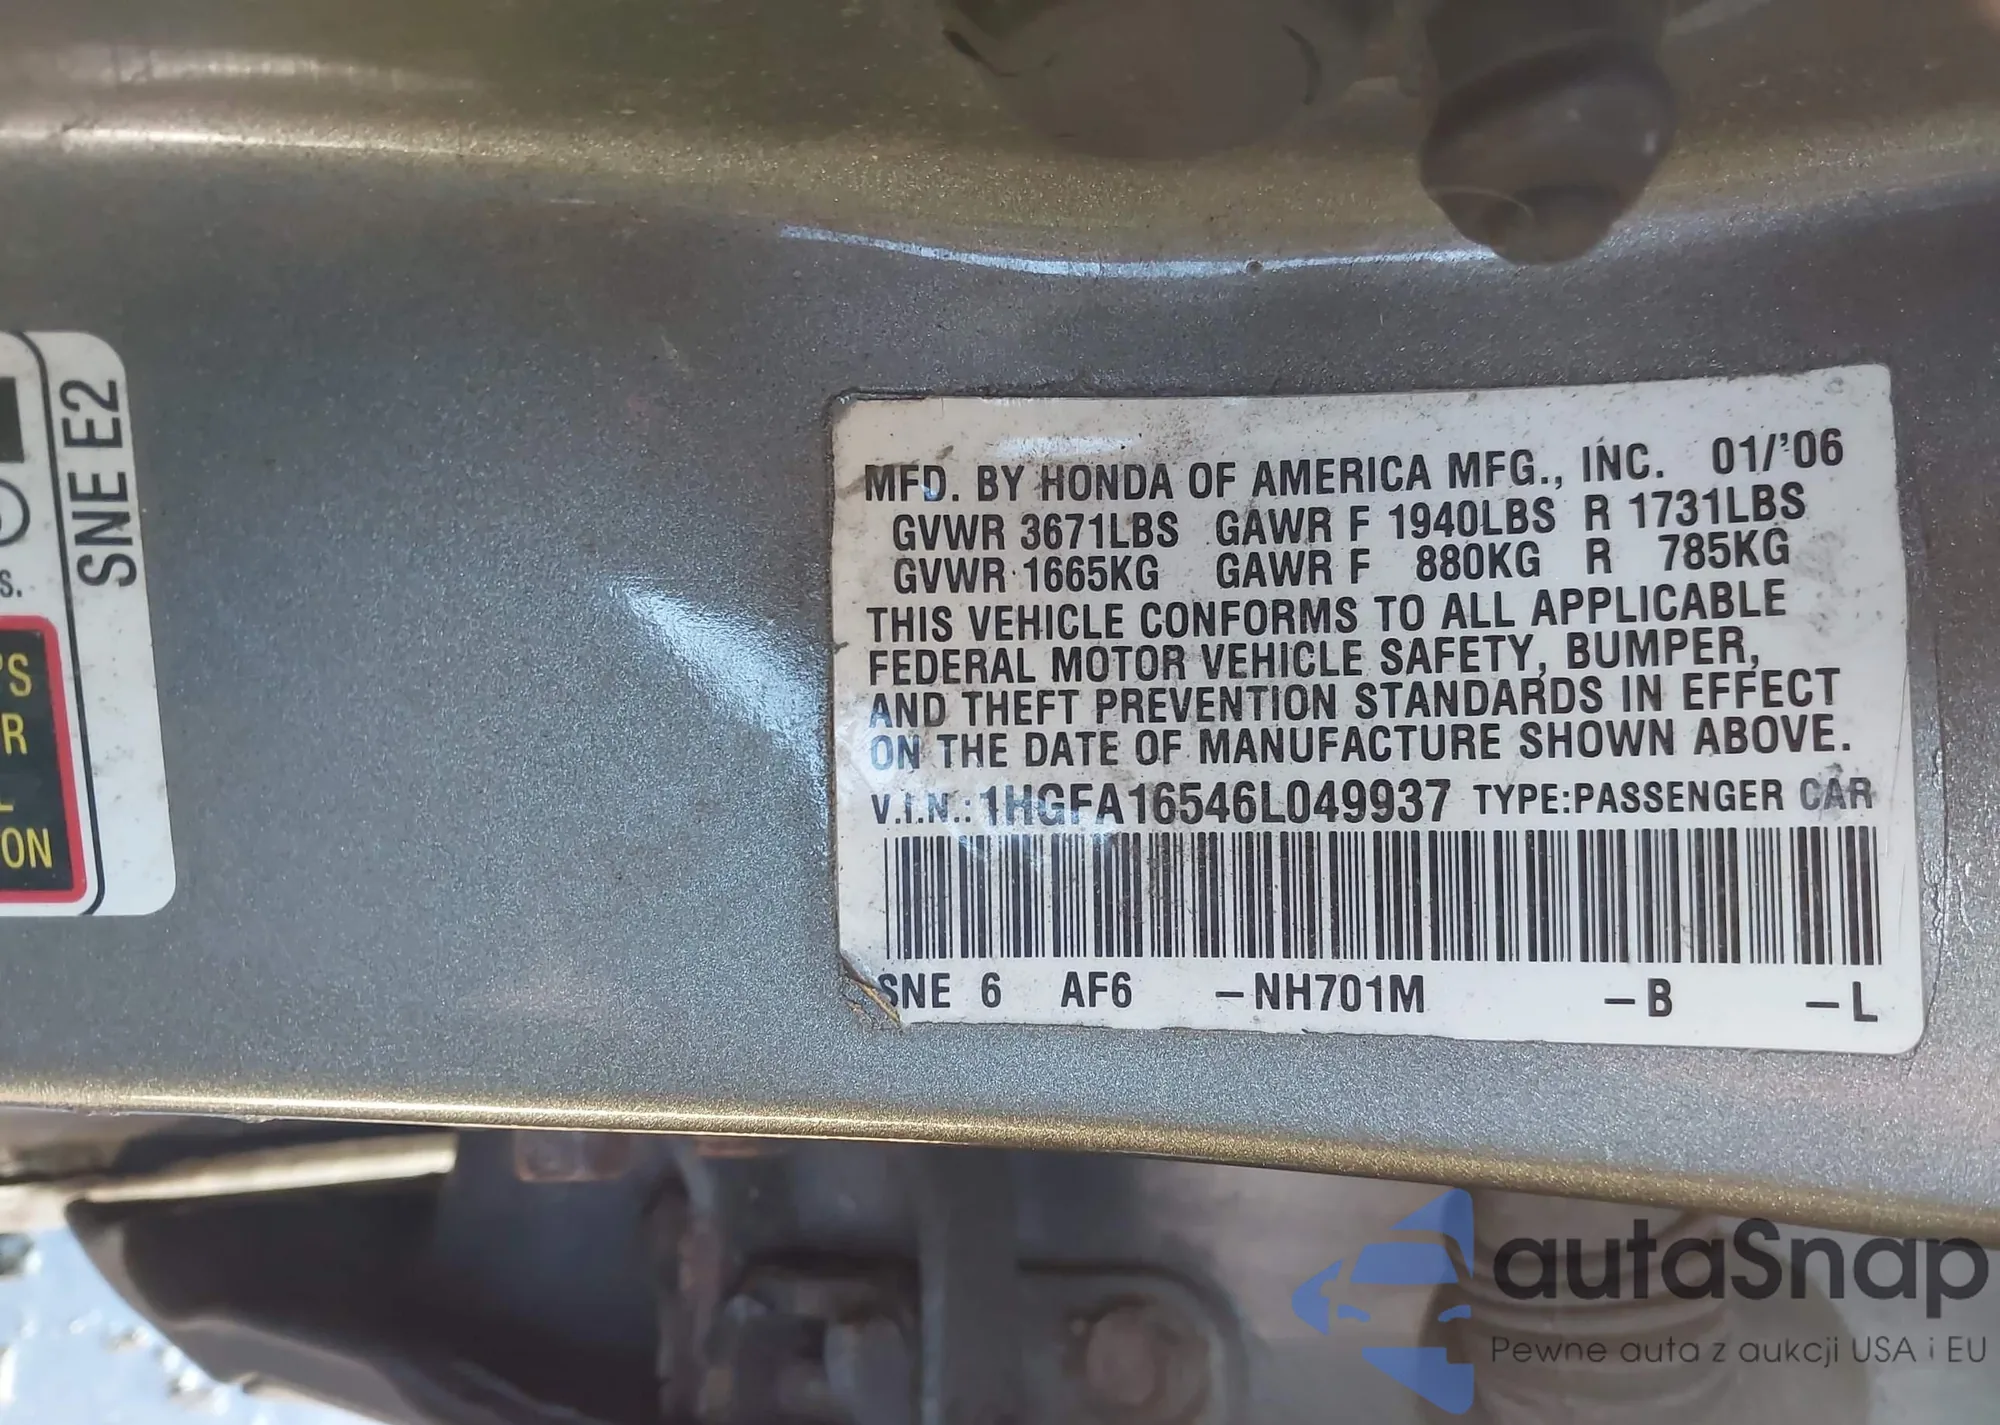 SNE E2
S.
'S
R
L
ON
MFD. BY HONDA OF AMERICA MFG., INC. 01/'06
GVWR 3671LBS GAWR F 1940LBS R 1731LBS
GVWR 1665KG GAWR F 880KG R 785KG
THIS VEHICLE CONFORMS TO ALL APPLICABLE
FEDERAL MOTOR VEHICLE SAFETY, BUMPER,
AND THEFT PREVENTION STANDARDS IN EFFECT
ON THE DATE OF MANUFACTURE SHOWN ABOVE.
V.I.N.: 1HGFA16546L049937 TYPE:PASSENGER CAR
SNE 6 AF6 -NH701M -B -L
autaSnap
Pewne auta z aukcji USA i EU